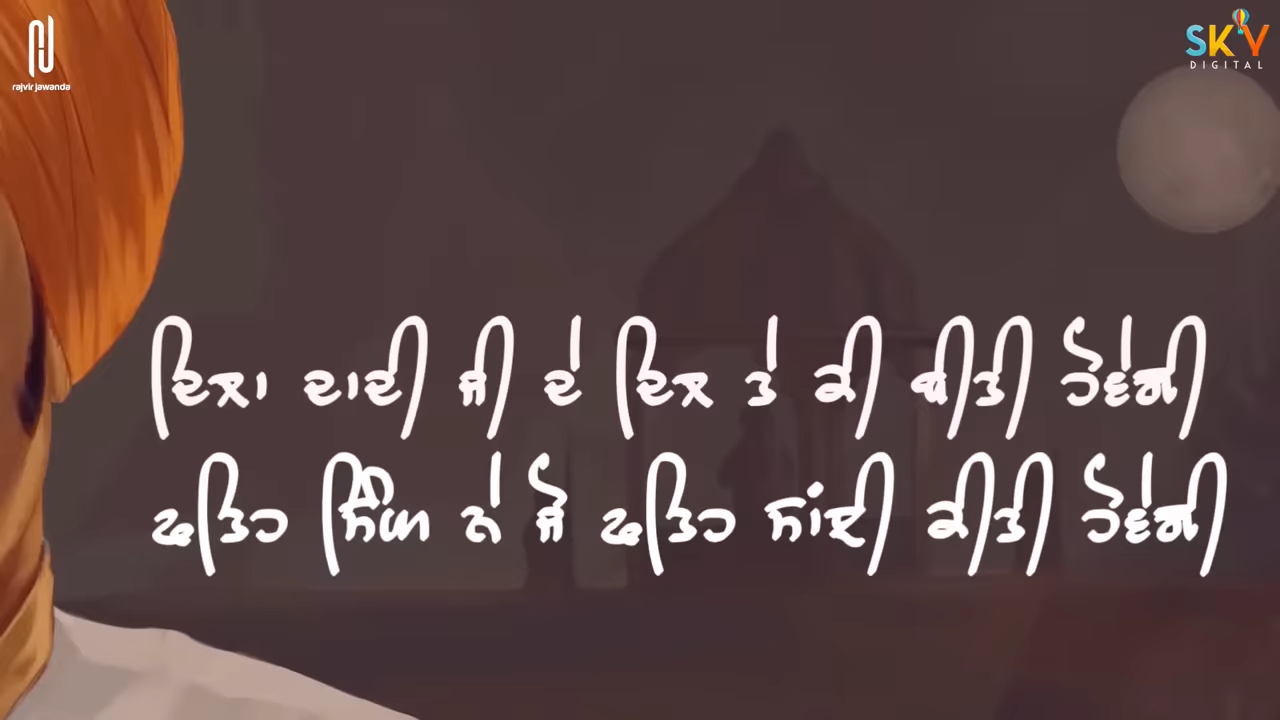 rajvir jawanda
SKY DIGITAL
ਦਿਲਾ ਦਾਦੀ ਜੀ ਦੇ ਦਿਲ ਤੇ ਕੀ ਬੀਤੀ ਹੋਵੇਗੀ
ਫਤਿਹ ਸਿੰਘ ਨੇ ਜੋ ਫਤਿਹ ਸਾਂਝੀ ਕੀਤੀ ਹੋਵੇਗੀ